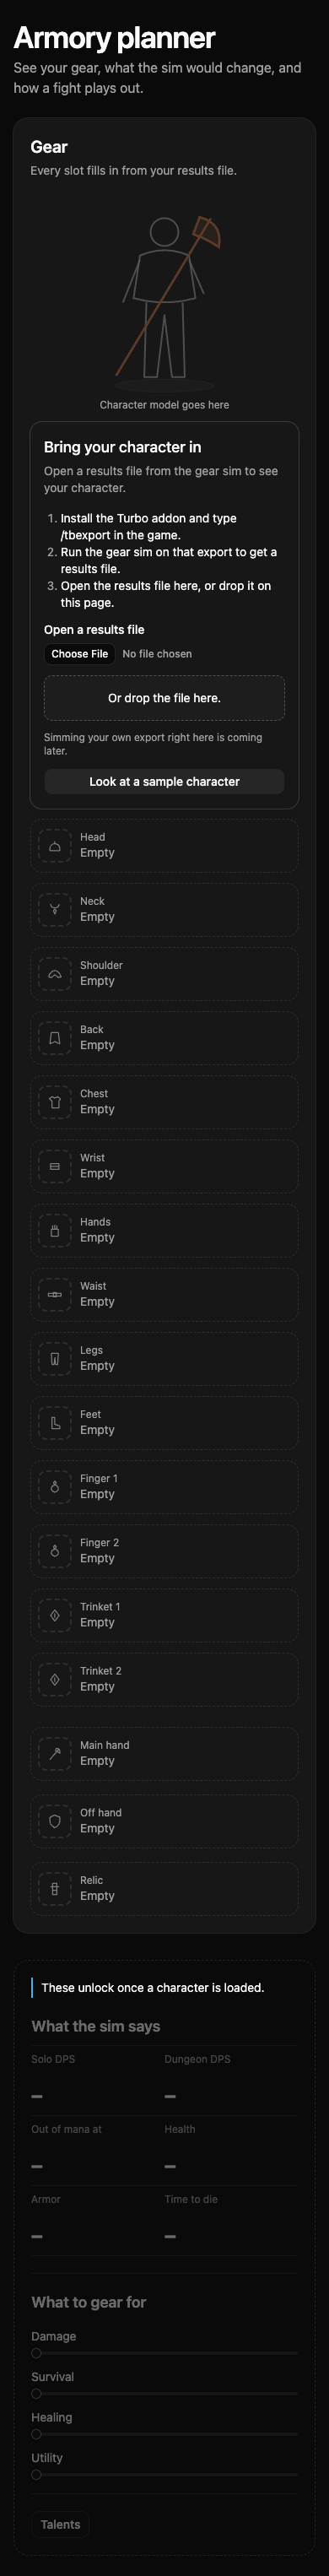 Armory planner
See your gear, what the sim would change, and
how a fight plays out.
Gear
Every slot fills in from your results file.
Character model goes here
Bring your character in
Open a results file from the gear sim to see
your character.
1. Install the Turbo addon and type
/tbexport in the game.
2. Run the gear sim on that export to get a
results file.
3. Open the results file here, or drop it on
this page.
Open a results file
Choose File No file chosen
Or drop the file here.
Simming your own export right here is coming
later.
Look at a sample character
Head
Empty
Neck
Empty
Shoulder
Empty
Back
Empty
Chest
Empty
Wrist
Empty
Hands
Empty
Waist
Empty
Legs
Empty
Feet
Empty
Finger 1
Empty
Finger 2
Empty
Trinket 1
Empty
Trinket 2
Empty
Main hand
Empty
Off hand
Empty
Relic
Empty
These unlock once a character is loaded.
What the sim says
Solo DPS Dungeon DPS
– –
Out of mana at Health
– –
Armor Time to die
– –
What to gear for
Damage
Survival
Healing
Utility
Talents